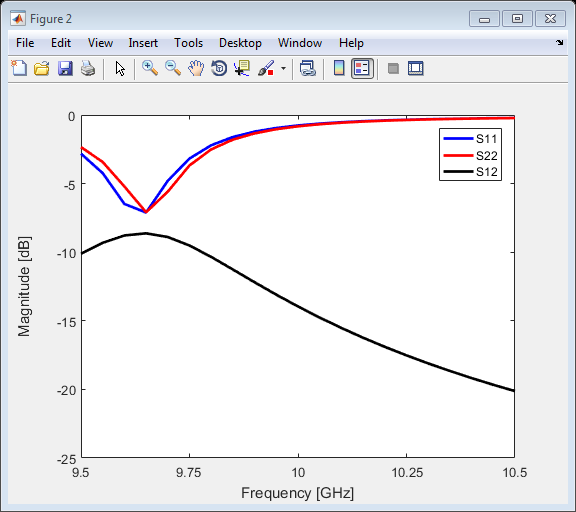 Figure 2
File Edit View Insert Tools Desktop Window Help
0
-5
-10
-15
-20
-25
Magnitude [dB]
S11
S22
S12
9.5 9.75 10 10.25 10.5
Frequency [GHz]